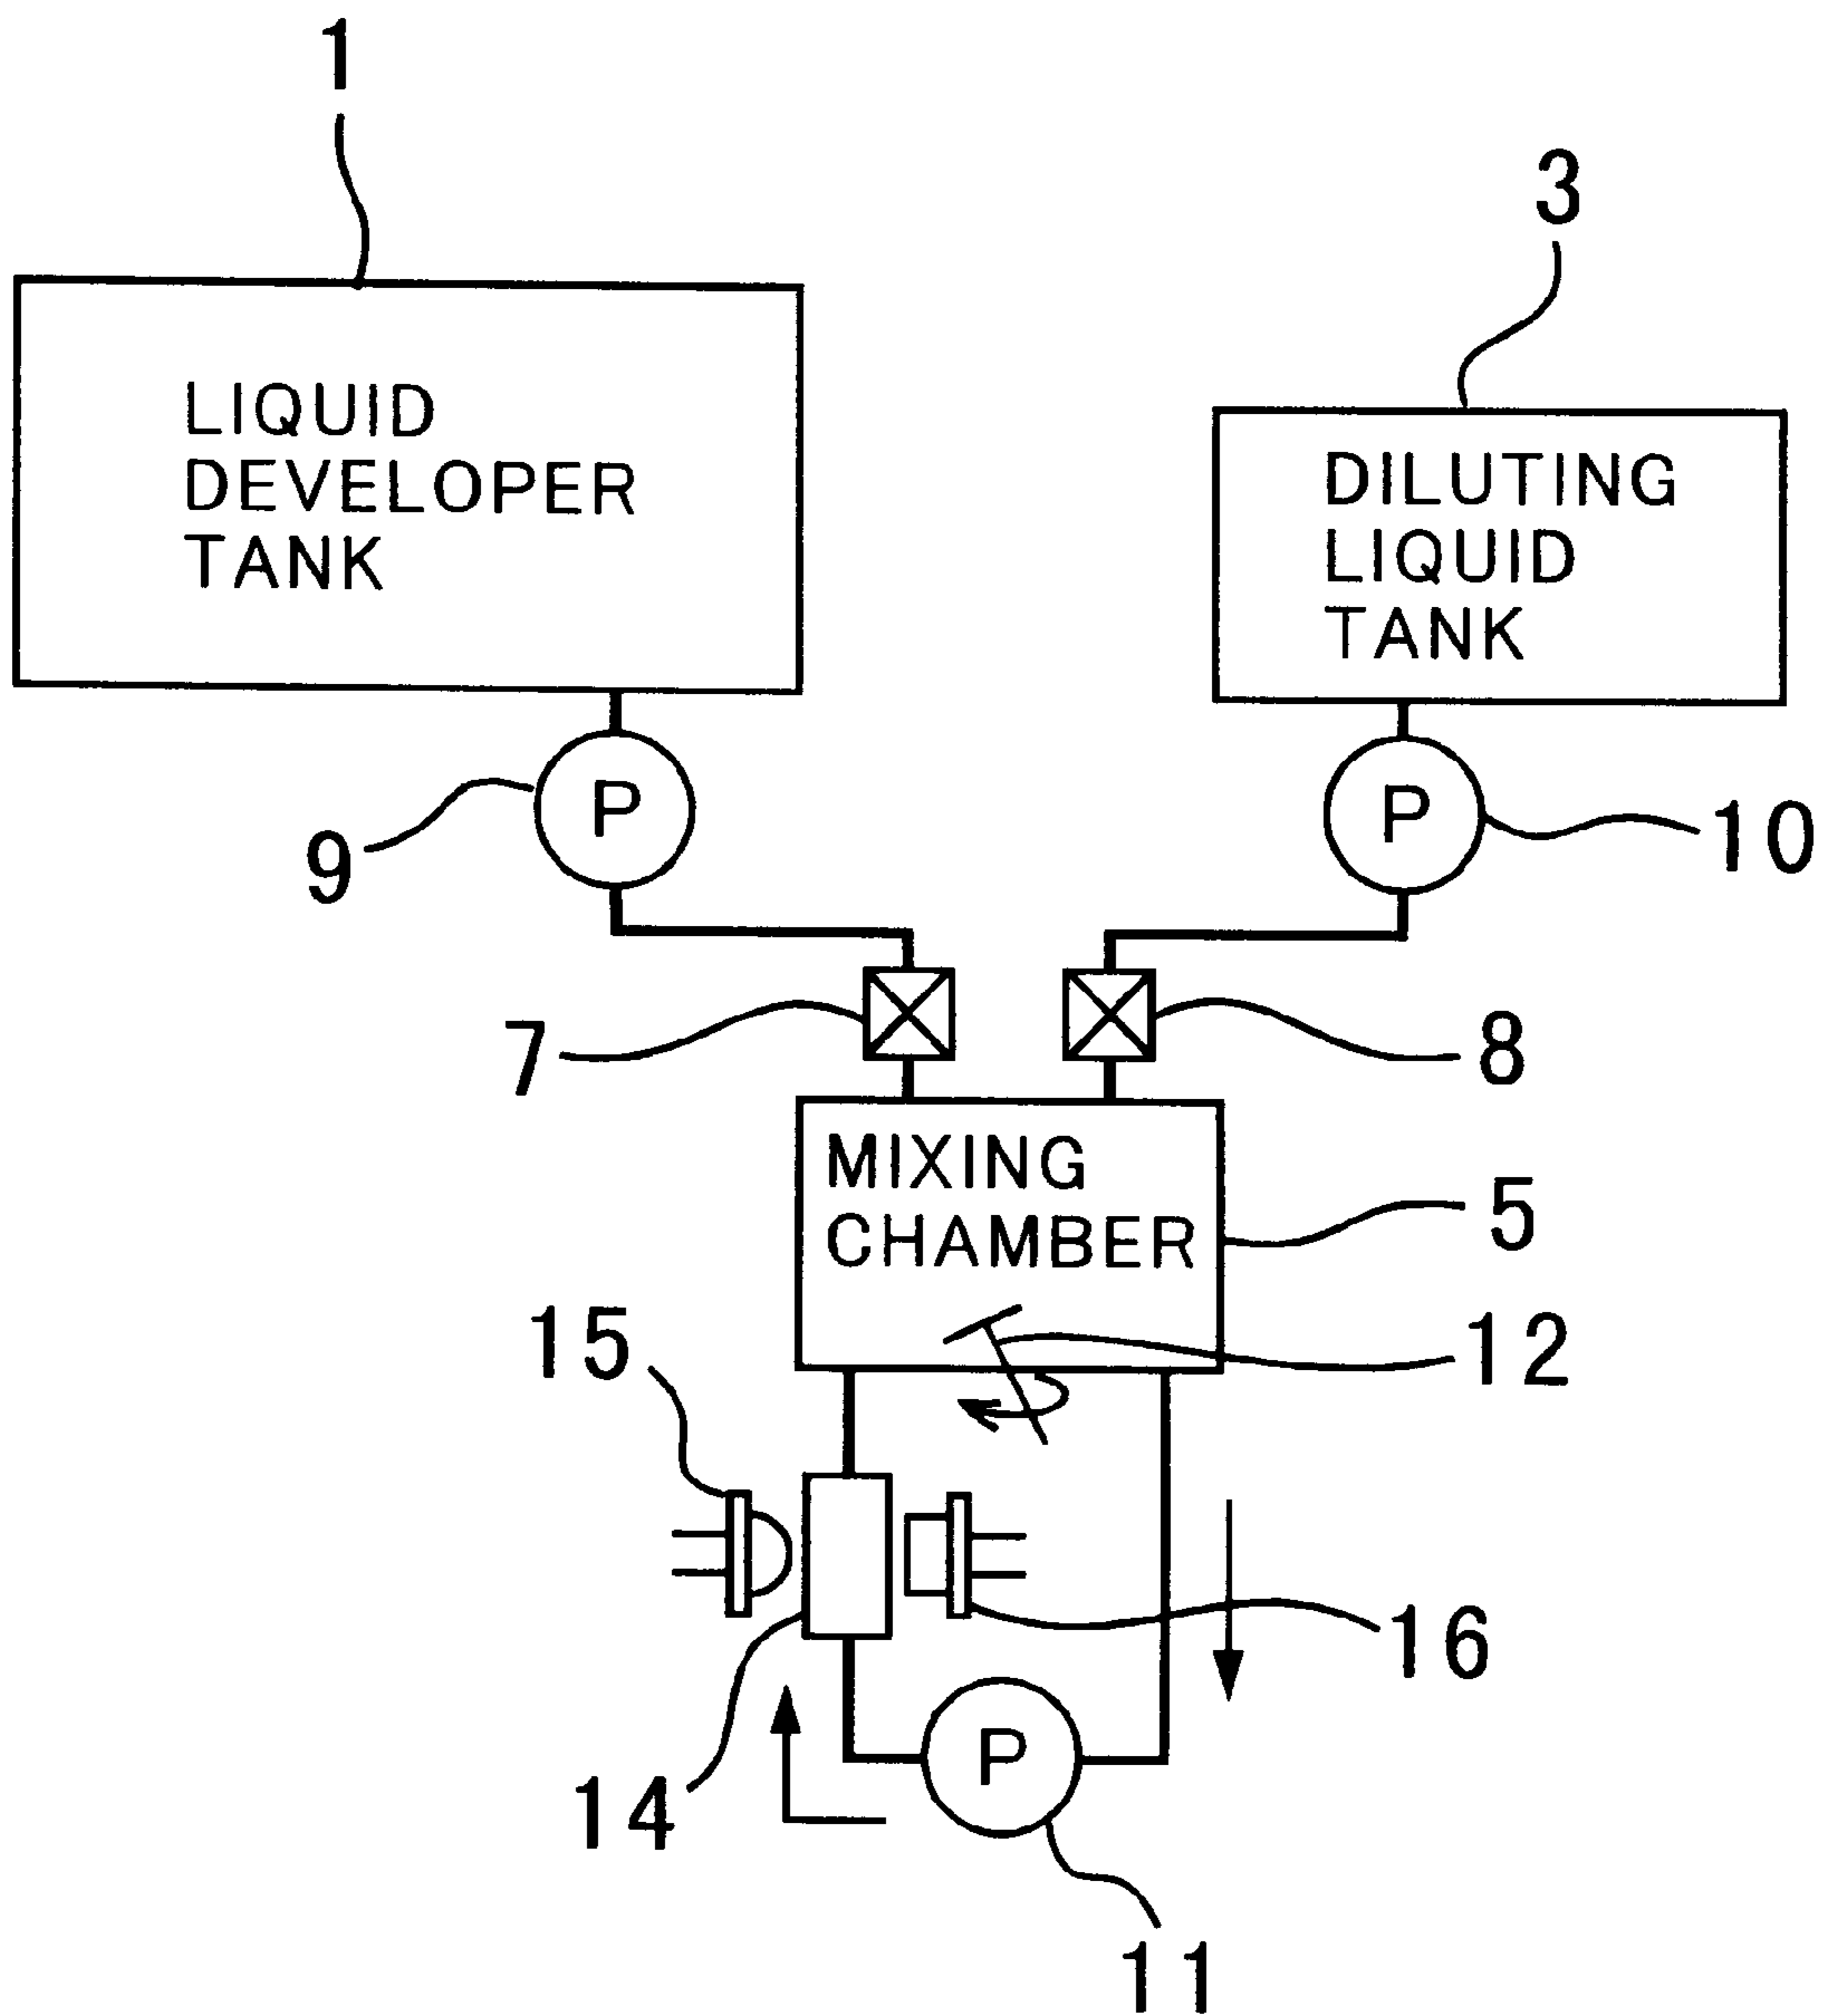 1
3
LIQUID
DEVELOPER
TANK
DILUTING
LIQUID
TANK
P
P
9
10
7
8
MIXING
CHAMBER
5
15
12
16
P
14
11